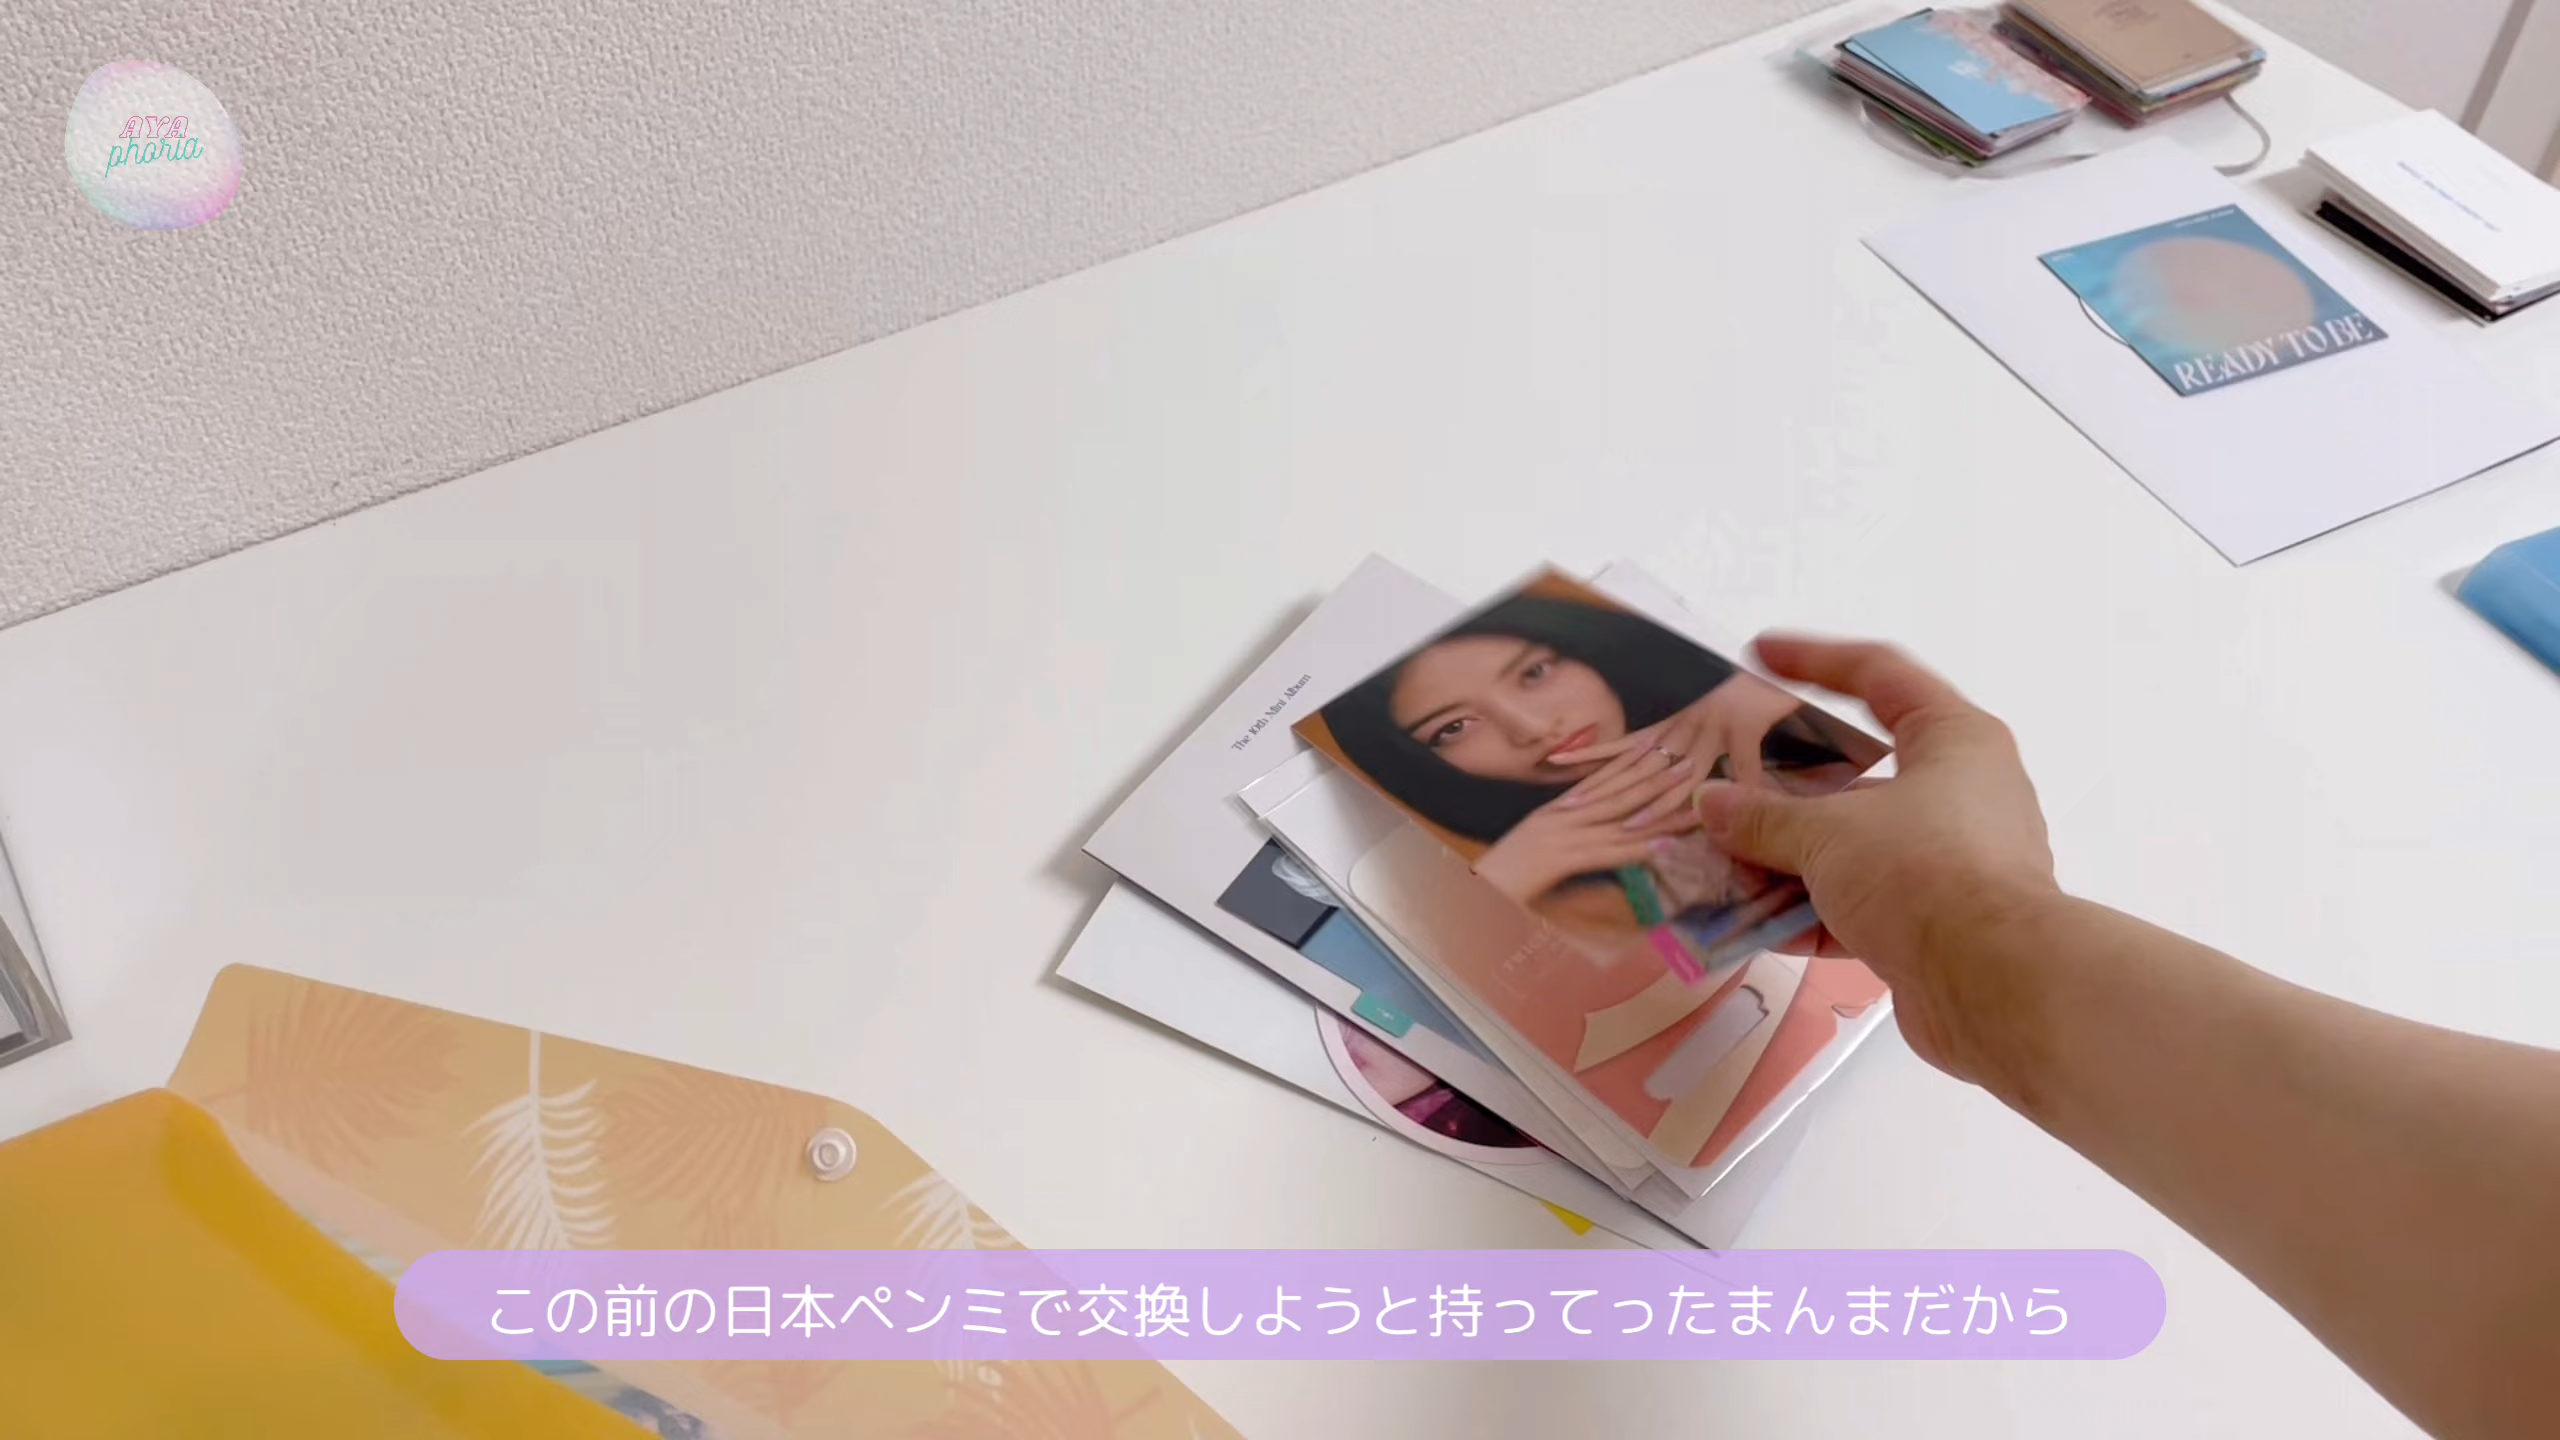 AYA
phoria
READY TO BE
The 10th Mini Album
この前の日本ペンミで交換しようと持ってったまんまだから